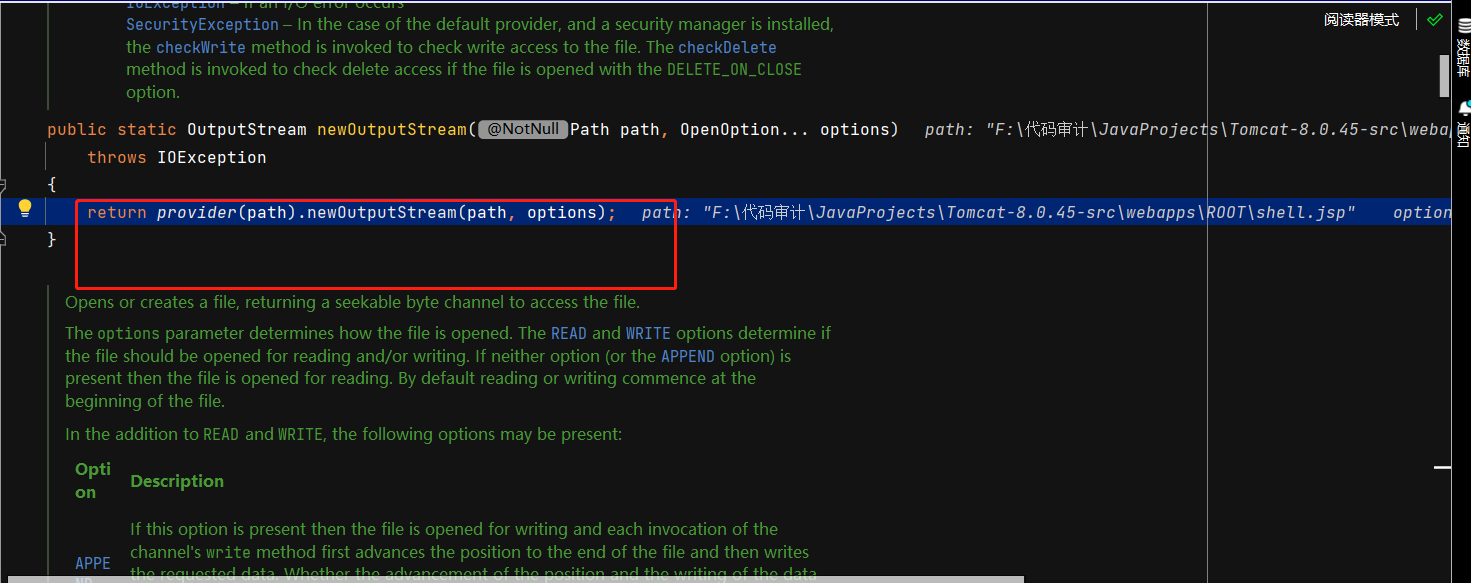 IOException – if an I/O error occurs
阅读器模式
SecurityException – In the case of the default provider, and a security manager is installed,
the checkWrite method is invoked to check write access to the file. The checkDelete
method is invoked to check delete access if the file is opened with the DELETE_ON_CLOSE
option.
数据库
通知
public static OutputStream newOutputStream(@NotNull Path path, OpenOption... options) path: "F:\代码审计\JavaProjects\Tomcat-8.0.45-src\webap
throws IOException
{
return provider(path).newOutputStream(path, options); path: "F:\代码审计\JavaProjects\Tomcat-8.0.45-src\webapps\ROOT\shell.jsp" option
}
Opens or creates a file, returning a seekable byte channel to access the file.
The options parameter determines how the file is opened. The READ and WRITE options determine if
the file should be opened for reading and/or writing. If neither option (or the APPEND option) is
present then the file is opened for reading. By default reading or writing commence at the
beginning of the file.
In the addition to READ and WRITE, the following options may be present:
Opti
on
Description
If this option is present then the file is opened for writing and each invocation of the
channel's write method first advances the position to the end of the file and then writes
APPE
ND
the requested data. Whether the advancement of the position and the writing of the data